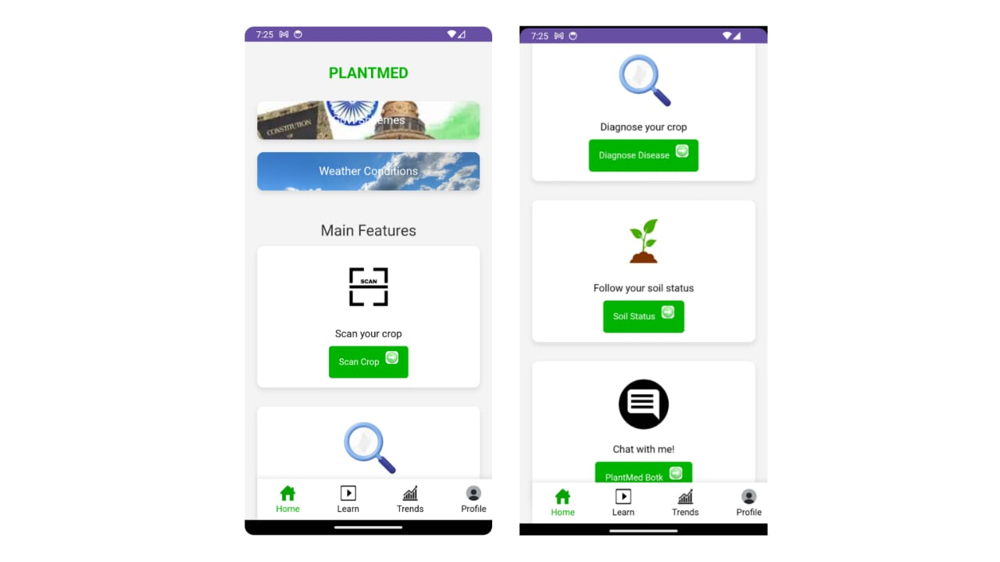 7:25
PLANTMED
CONSTITUTION
OF
Govt Schemes
Weather Conditions
Main Features
SCAN
Scan your crop
Scan Crop
Home
Learn
Trends
Profile
7:25
Diagnose your crop
Diagnose Disease
Follow your soil status
Soil Status
Chat with me!
PlantMed Botk
Home
Learn
Trends
Profile